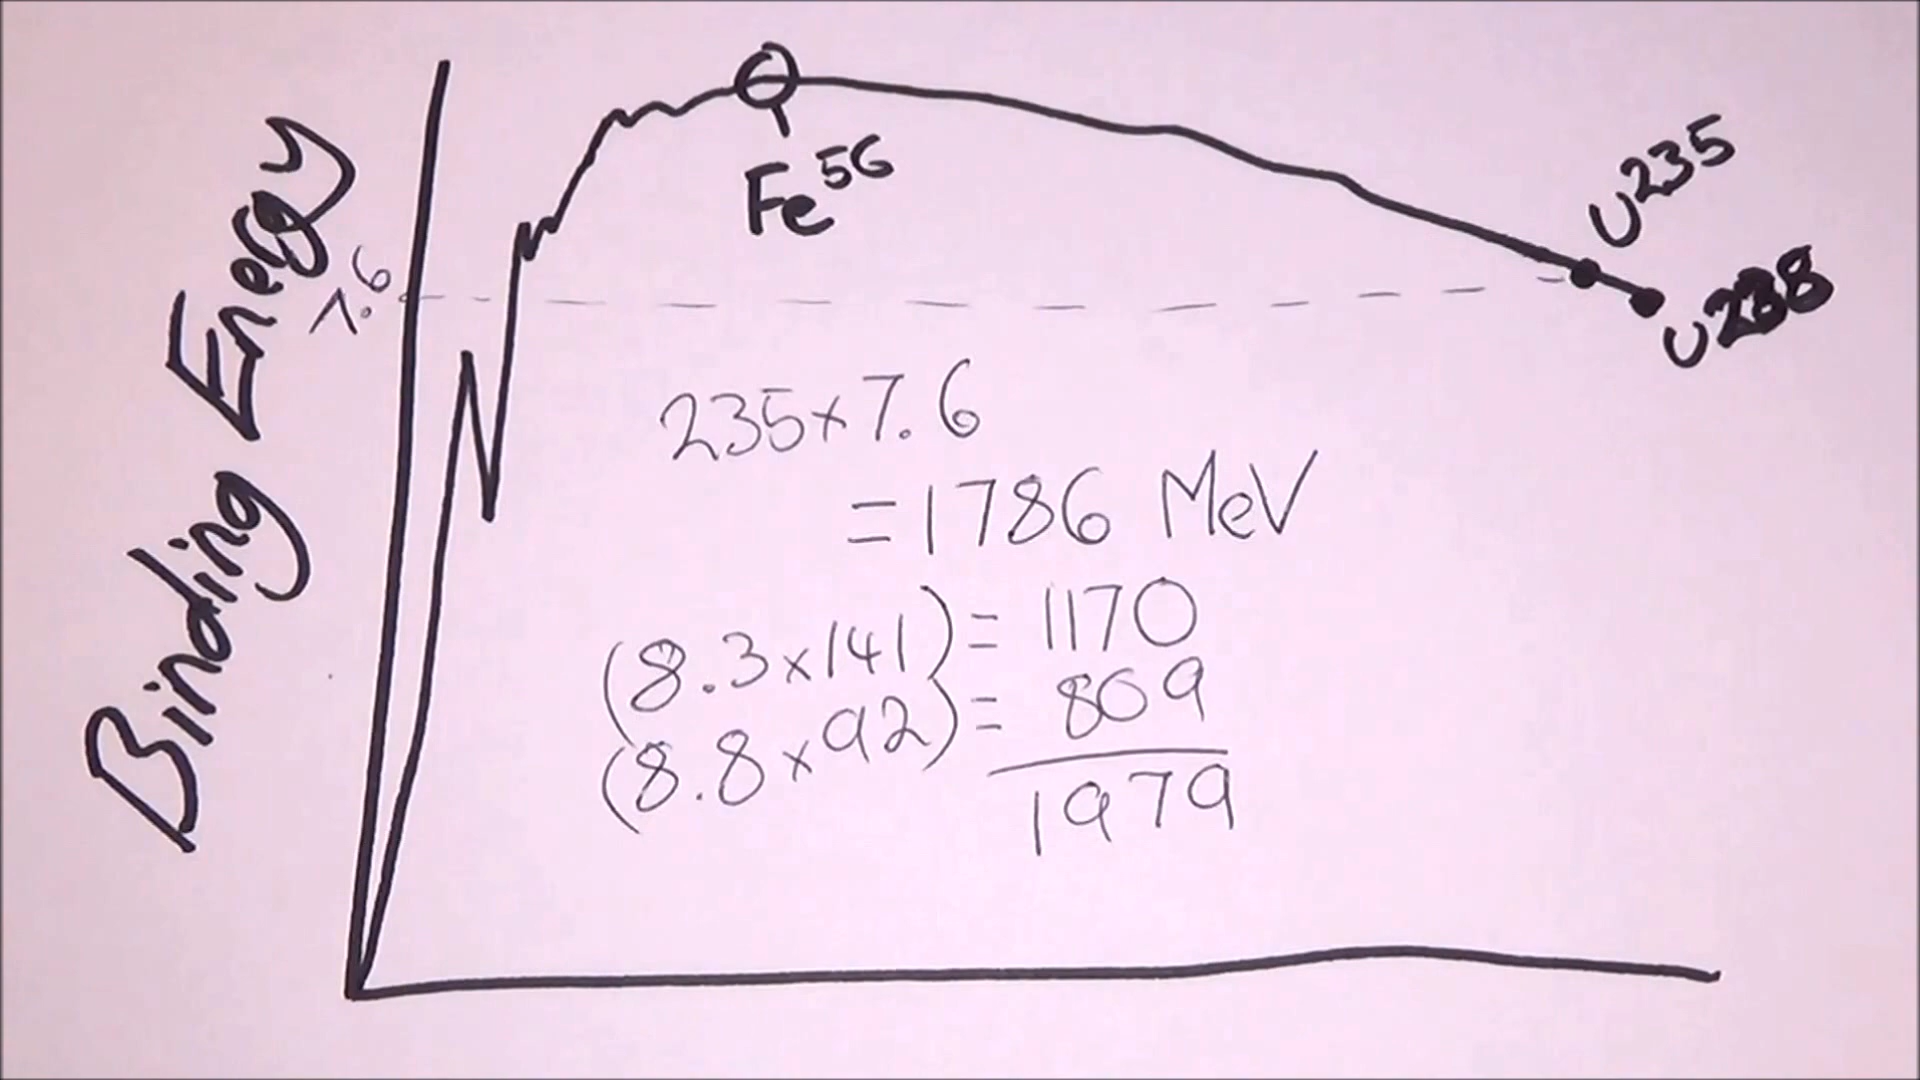 Binding Energy
7.6
Fe⁵⁶
U²³⁵
U²³⁸
235×7.6
=1786 MeV
(8.3×141)= 1170
(8.8×92)= 809
1979